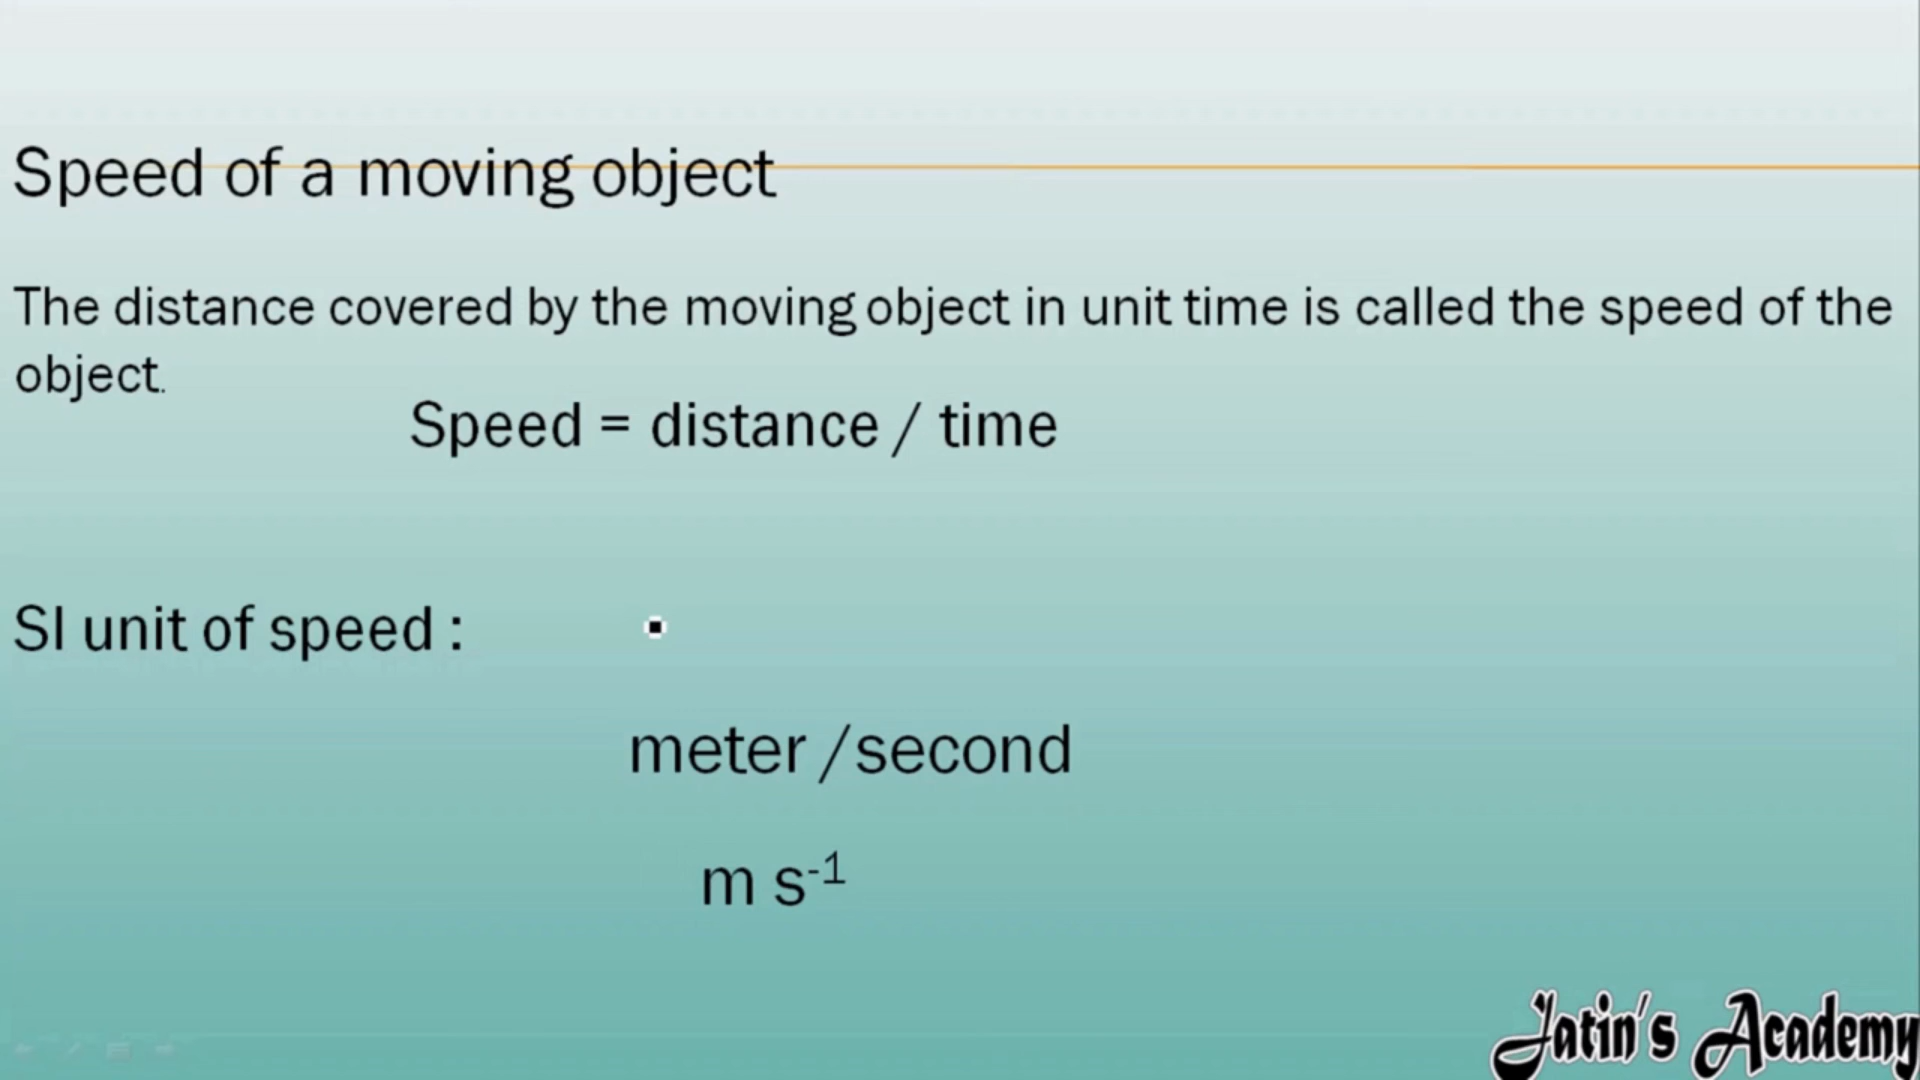 Speed of a moving object
The distance covered by the moving object in unit time is called the speed of the
object.
Speed = distance / time
SI unit of speed :
meter /second
m s⁻¹
Jatin's Academy